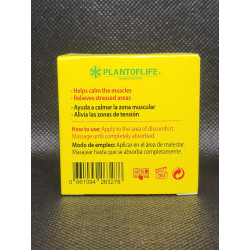 PLANTOFLIFE
· Helps calm the muscles
· Relieves stressed areas
· Ayuda a calmar la zona muscular
· Alivia las zonas de tensión
How to use: Apply to the area of discomfort.
Massage until completely absorbed.
Modo de empleo: Aplicar en el área de malestar.
Masajear hasta que se absorba completamente.
0 661094 263278